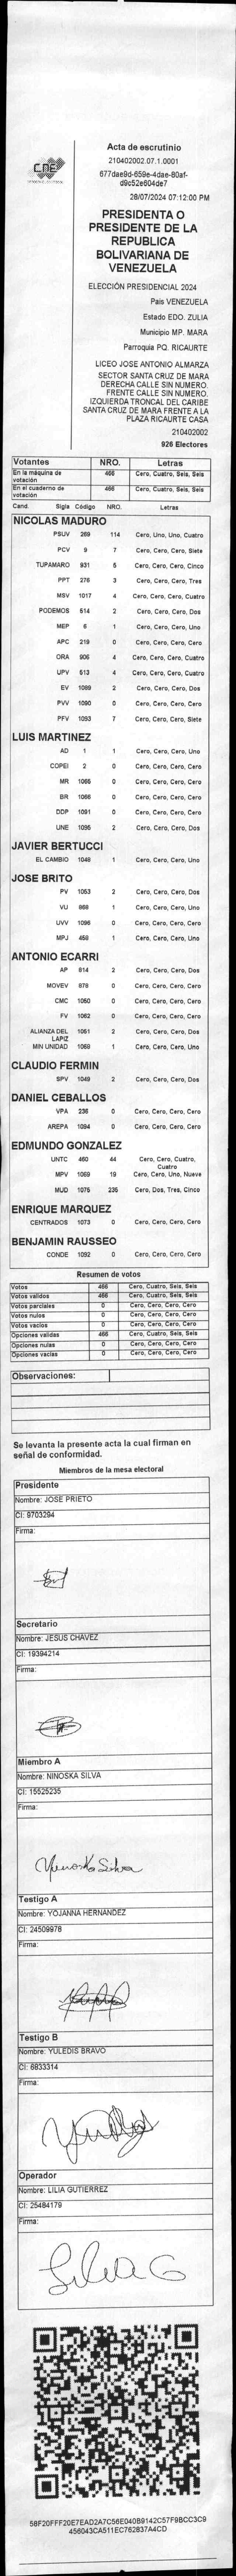 CNE
Acta de escrutinio
210402002.07.1.0001
677dae9d-659e-4dae-80af-
d9c52e604de7
28/07/2024 07:12:00 PM
PRESIDENTA O
PRESIDENTE DE LA
REPUBLICA
BOLIVARIANA DE
VENEZUELA
ELECCIÓN PRESIDENCIAL 2024
País VENEZUELA
Estado EDO. ZULIA
Municipio MP. MARA
Parroquia PQ. RICAURTE
LICEO JOSE ANTONIO ALMARZA
SECTOR SANTA CRUZ DE MARA
DERECHA CALLE SIN NUMERO.
FRENTE CALLE SIN NUMERO.
IZQUIERDA TRONCAL DEL CARIBE
SANTA CRUZ DE MARA FRENTE A LA
PLAZA RICAURTE CASA
210402002
926 Electores
Votantes NRO. Letras
En la máquina de votación 466 Cero, Cuatro, Seis, Seis
En el cuaderno de votación 466 Cero, Cuatro, Seis, Seis
Cand. Sigla Código NRO. Letras
NICOLAS MADURO
PSUV 269 114 Cero, Uno, Uno, Cuatro
PCV 9 7 Cero, Cero, Cero, Siete
TUPAMARO 931 5 Cero, Cero, Cero, Cinco
PPT 276 3 Cero, Cero, Cero, Tres
MSV 1017 4 Cero, Cero, Cero, Cuatro
PODEMOS 514 2 Cero, Cero, Cero, Dos
MEP 6 1 Cero, Cero, Cero, Uno
APC 219 0 Cero, Cero, Cero, Cero
ORA 906 4 Cero, Cero, Cero, Cuatro
UPV 513 4 Cero, Cero, Cero, Cuatro
EV 1089 2 Cero, Cero, Cero, Dos
PVV 1090 0 Cero, Cero, Cero, Cero
PFV 1093 7 Cero, Cero, Cero, Siete
LUIS MARTINEZ
AD 1 1 Cero, Cero, Cero, Uno
COPEI 2 0 Cero, Cero, Cero, Cero
MR 1065 0 Cero, Cero, Cero, Cero
BR 1066 0 Cero, Cero, Cero, Cero
DDP 1091 0 Cero, Cero, Cero, Cero
UNE 1095 2 Cero, Cero, Cero, Dos
JAVIER BERTUCCI
EL CAMBIO 1048 1 Cero, Cero, Cero, Uno
JOSE BRITO
PV 1053 2 Cero, Cero, Cero, Dos
VU 868 1 Cero, Cero, Cero, Uno
UVV 1096 0 Cero, Cero, Cero, Cero
MPJ 458 1 Cero, Cero, Cero, Uno
ANTONIO ECARRI
AP 814 2 Cero, Cero, Cero, Dos
MOVEV 878 0 Cero, Cero, Cero, Cero
CMC 1050 0 Cero, Cero, Cero, Cero
FV 1062 0 Cero, Cero, Cero, Cero
ALIANZA DEL LAPIZ 1051 2 Cero, Cero, Cero, Dos
MIN UNIDAD 1058 1 Cero, Cero, Cero, Uno
CLAUDIO FERMIN
SPV 1049 2 Cero, Cero, Cero, Dos
DANIEL CEBALLOS
VPA 236 0 Cero, Cero, Cero, Cero
AREPA 1094 0 Cero, Cero, Cero, Cero
EDMUNDO GONZALEZ
UNTC 460 44 Cero, Cero, Cuatro, Cuatro
MPV 1069 19 Cero, Cero, Uno, Nueve
MUD 1075 235 Cero, Dos, Tres, Cinco
ENRIQUE MARQUEZ
CENTRADOS 1073 0 Cero, Cero, Cero, Cero
BENJAMIN RAUSSEO
CONDE 1092 0 Cero, Cero, Cero, Cero
Resumen de votos
Votos 466 Cero, Cuatro, Seis, Seis
Votos validos 466 Cero, Cuatro, Seis, Seis
Votos parciales 0 Cero, Cero, Cero, Cero
Votos nulos 0 Cero, Cero, Cero, Cero
Votos vacios 0 Cero, Cero, Cero, Cero
Opciones validas 466 Cero, Cuatro, Seis, Seis
Opciones nulas 0 Cero, Cero, Cero, Cero
Opciones vacias 0 Cero, Cero, Cero, Cero
Observaciones:
Se levanta la presente acta la cual firman en
señal de conformidad.
Miembros de la mesa electoral
Presidente
Nombre: JOSE PRIETO
CI: 9703294
Firma:
Secretario
Nombre: JESUS CHAVEZ
CI: 19394214
Firma:
Miembro A
Nombre: NINOSKA SILVA
CI: 15525235
Firma:
Ninoska Silva
Testigo A
Nombre: YOJANNA HERNANDEZ
CI: 24509978
Firma:
Testigo B
Nombre: YULEDIS BRAVO
CI: 6833314
Firma:
Operador
Nombre: LILIA GUTIERREZ
CI: 25484179
Firma:
58F20FFF20E7EAD2A7C56E040B9142C57F9BCC3C9
456043CA511EC762837A4CD